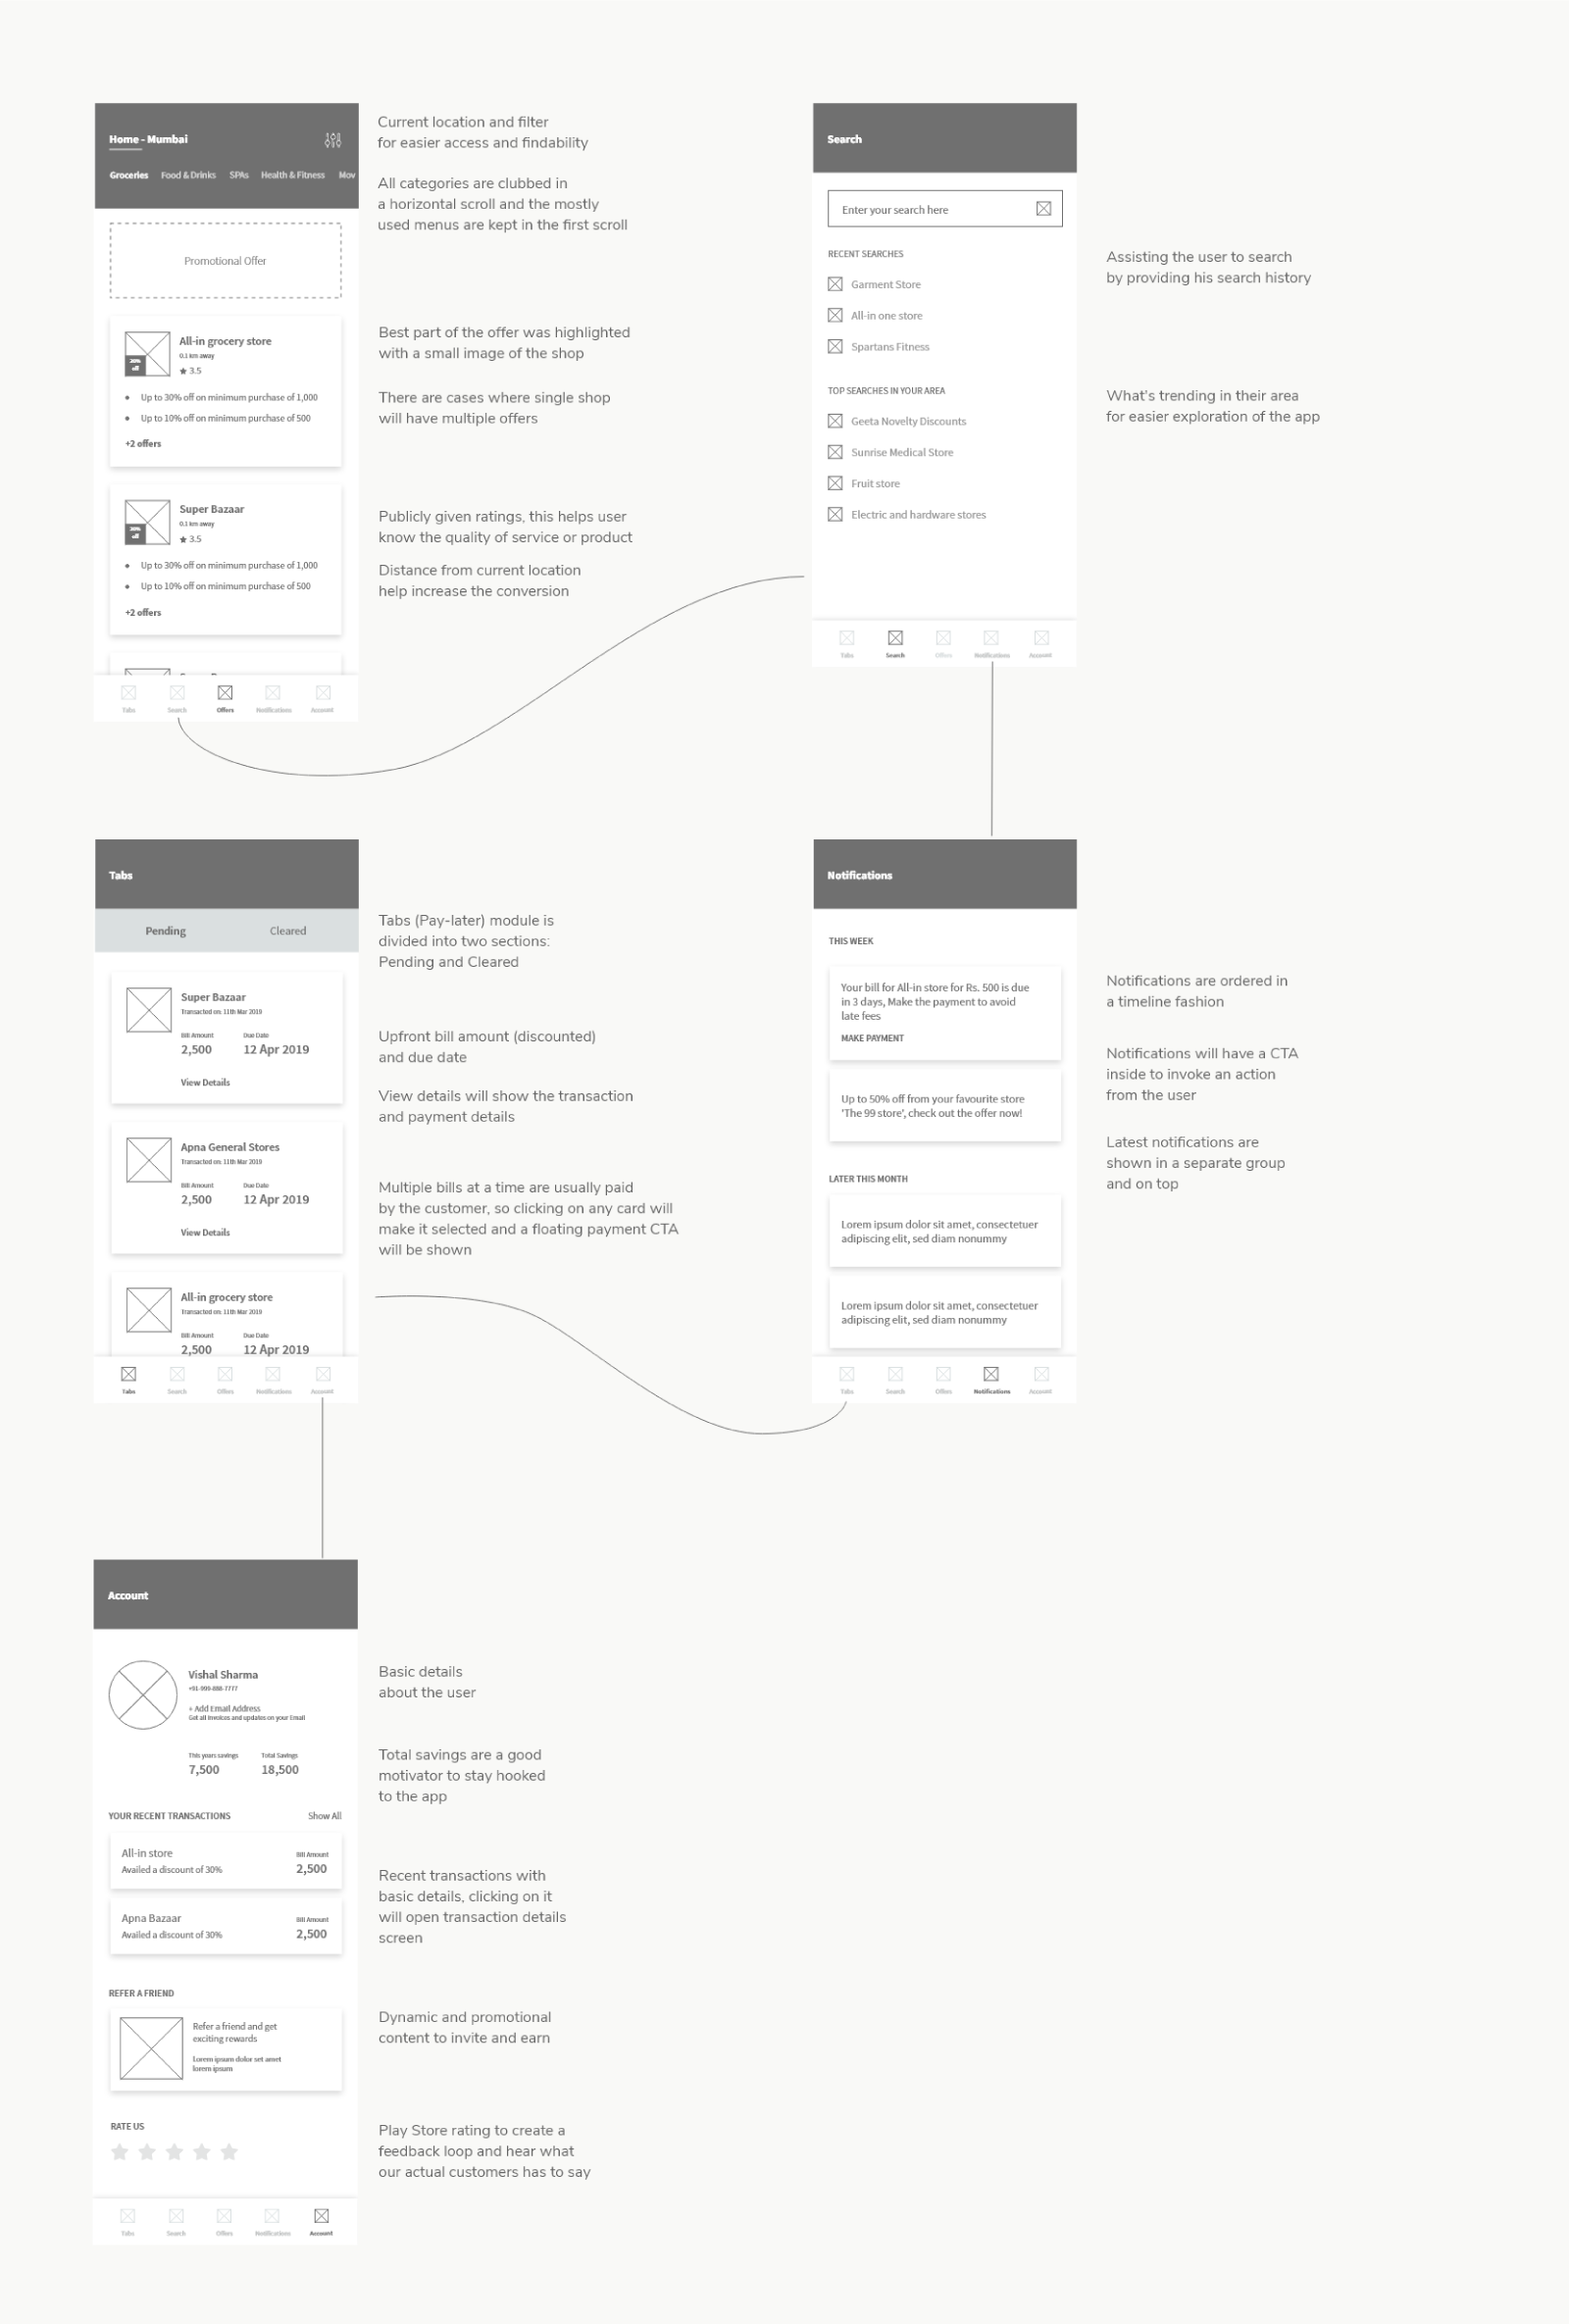 Home - Mumbai
Groceries Food & Drinks SPAs Health & Fitness Mov
Promotional Offer
All-in grocery store
0.1 km away
3.5
Up to 30% off on minimum purchase of 1,000
Up to 10% off on minimum purchase of 500
+2 offers
Super Bazaar
0.1 km away
30%
off
3.5
Up to 30% off on minimum purchase of 1,000
Up to 10% off on minimum purchase of 500
+2 offers
Tabs Search Offers Notifications Account
Current location and filter
for easier access and findability
All categories are clubbed in
a horizontal scroll and the mostly
used menus are kept in the first scroll
Best part of the offer was highlighted
with a small image of the shop
There are cases where single shop
will have multiple offers
Publicly given ratings, this helps user
know the quality of service or product
Distance from current location
help increase the conversion
Search
Enter your search here
RECENT SEARCHES
Garment Store
All-in one store
Spartans Fitness
TOP SEARCHES IN YOUR AREA
Geeta Novelty Discounts
Sunrise Medical Store
Fruit store
Electric and hardware stores
Tabs Search Offers Notifications Account
Assisting the user to search
by providing his search history
What's trending in their area
for easier exploration of the app
Tabs
Pending Cleared
Super Bazaar
Transacted on: 11th Mar 2019
Bill Amount Due Date
2,500 12 Apr 2019
View Details
Apna General Stores
Transacted on: 11th Mar 2019
Bill Amount Due Date
2,500 12 Apr 2019
View Details
All-in grocery store
Transacted on: 11th Mar 2019
Bill Amount Due Date
2,500 12 Apr 2019
Tabs Search Offers Notifications Account
Tabs (Pay-later) module is
divided into two sections:
Pending and Cleared
Upfront bill amount (discounted)
and due date
View details will show the transaction
and payment details
Multiple bills at a time are usually paid
by the customer, so clicking on any card will
make it selected and a floating payment CTA
will be shown
Notifications
THIS WEEK
Your bill for All-in store for Rs. 500 is due
in 3 days, Make the payment to avoid
late fees
MAKE PAYMENT
Up to 50% off from your favourite store
'The 99 store', check out the offer now!
LATER THIS MONTH
Lorem ipsum dolor sit amet, consectetuer
adipiscing elit, sed diam nonummy
Lorem ipsum dolor sit amet, consectetuer
adipiscing elit, sed diam nonummy
Tabs Search Offers Notifications Account
Notifications are ordered in
a timeline fashion
Notifications will have a CTA
inside to invoke an action
from the user
Latest notifications are
shown in a separate group
and on top
Account
Vishal Sharma
+91-999-888-7777
+ Add Email Address
Get all invoices and updates on your Email
This years savings Total Savings
7,500 18,500
YOUR RECENT TRANSACTIONS Show All
All-in store
Availed a discount of 30%
Bill Amount
2,500
Apna Bazaar
Availed a discount of 30%
Bill Amount
2,500
REFER A FRIEND
Refer a friend and get
exciting rewards
Lorem ipsum dolor set amet
lorem ipsum
RATE US
Tabs Search Offers Notifications Account
Basic details
about the user
Total savings are a good
motivator to stay hooked
to the app
Recent transactions with
basic details, clicking on it
will open transaction details
screen
Dynamic and promotional
content to invite and earn
Play Store rating to create a
feedback loop and hear what
our actual customers has to say